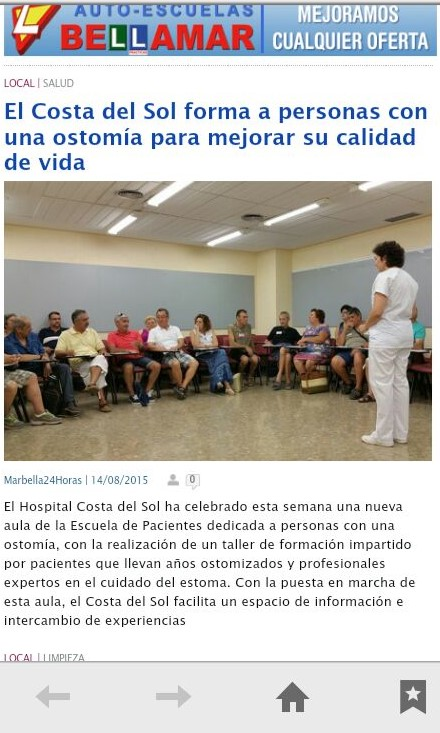 AUTO-ESCUELAS
BELLAMAR
MEJORAMOS
CUALQUIER OFERTA
LOCAL | SALUD
El Costa del Sol forma a personas con
una ostomía para mejorar su calidad
de vida
Marbella24Horas | 14/08/2015
0
El Hospital Costa del Sol ha celebrado esta semana una nueva
aula de la Escuela de Pacientes dedicada a personas con una
ostomía, con la realización de un taller de formación impartido
por pacientes que llevan años ostomizados y profesionales
expertos en el cuidado del estoma. Con la puesta en marcha de
esta aula, el Costa del Sol facilita un espacio de información e
intercambio de experiencias
LOCAL | LIMPIEZA